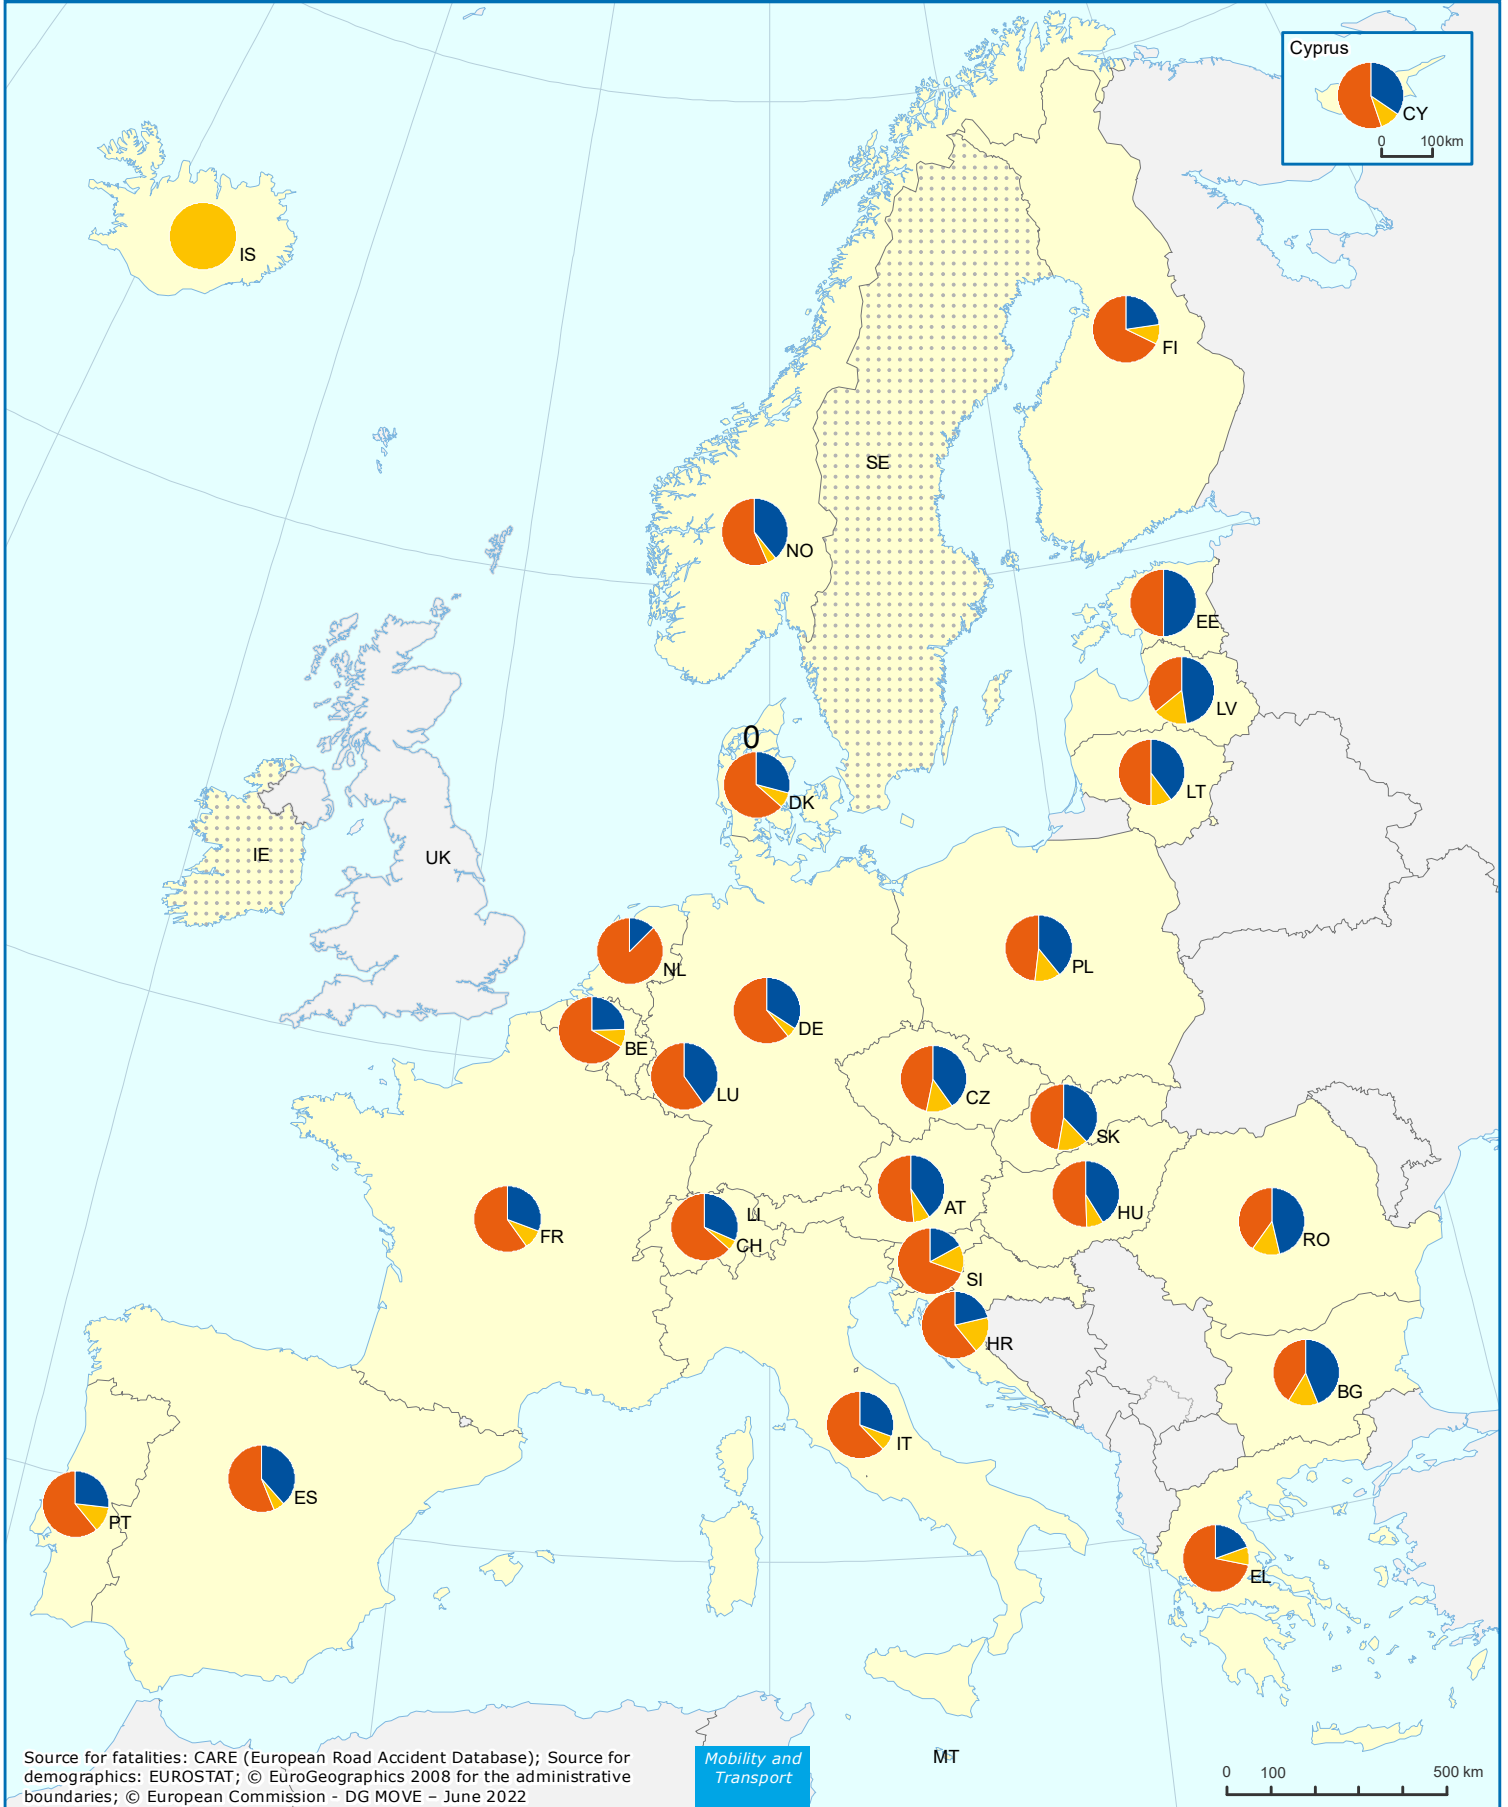 Cyprus
CY
0 100km
IS
FI
SE
NO
EE
LV
0
LT
DK
IE
UK
NL
PL
DE
BE
LU
CZ
SK
AT
LI
HU
FR
CH
RO
SI
HR
BG
IT
ES
PT
EL
MT
Source for fatalities: CARE (European Road Accident Database); Source for
demographics: EUROSTAT; © EuroGeographics 2008 for the administrative
boundaries; © European Commission - DG MOVE – June 2022
Mobility and
Transport
0 100 500 km